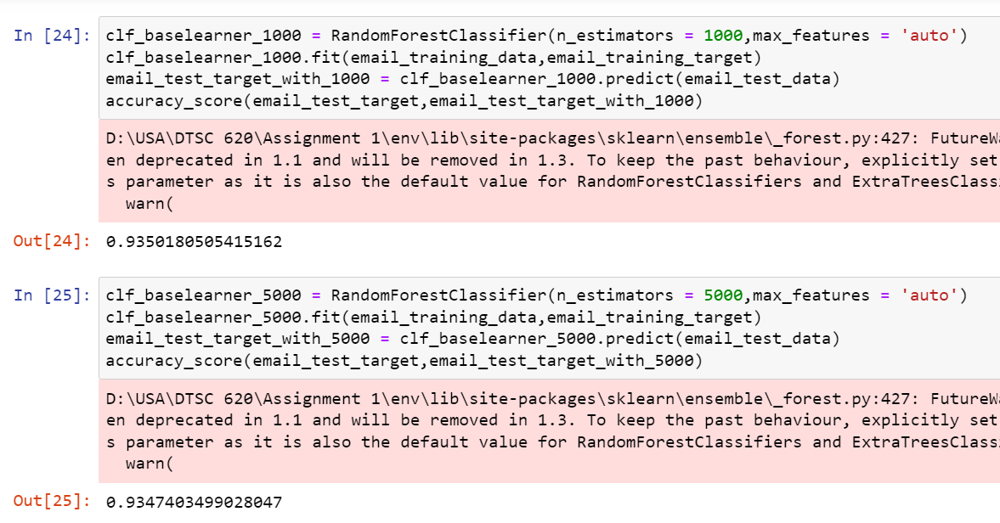 In [24]: clf_baselearner_1000 = RandomForestClassifier(n_estimators = 1000,max_features = 'auto')
clf_baselearner_1000.fit(email_training_data,email_training_target)
email_test_target_with_1000 = clf_baselearner_1000.predict(email_test_data)
accuracy_score(email_test_target,email_test_target_with_1000)
D:\USA\DTSC 620\Assignment 1\env\lib\site-packages\sklearn\ensemble\_forest.py:427: FutureWa
en deprecated in 1.1 and will be removed in 1.3. To keep the past behaviour, explicitly set
s parameter as it is also the default value for RandomForestClassifiers and ExtraTreesClassi
warn(
Out[24]: 0.9350180505415162
In [25]: clf_baselearner_5000 = RandomForestClassifier(n_estimators = 5000,max_features = 'auto')
clf_baselearner_5000.fit(email_training_data,email_training_target)
email_test_target_with_5000 = clf_baselearner_5000.predict(email_test_data)
accuracy_score(email_test_target,email_test_target_with_5000)
D:\USA\DTSC 620\Assignment 1\env\lib\site-packages\sklearn\ensemble\_forest.py:427: FutureWa
en deprecated in 1.1 and will be removed in 1.3. To keep the past behaviour, explicitly set
s parameter as it is also the default value for RandomForestClassifiers and ExtraTreesClassi
warn(
Out[25]: 0.9347403499028047